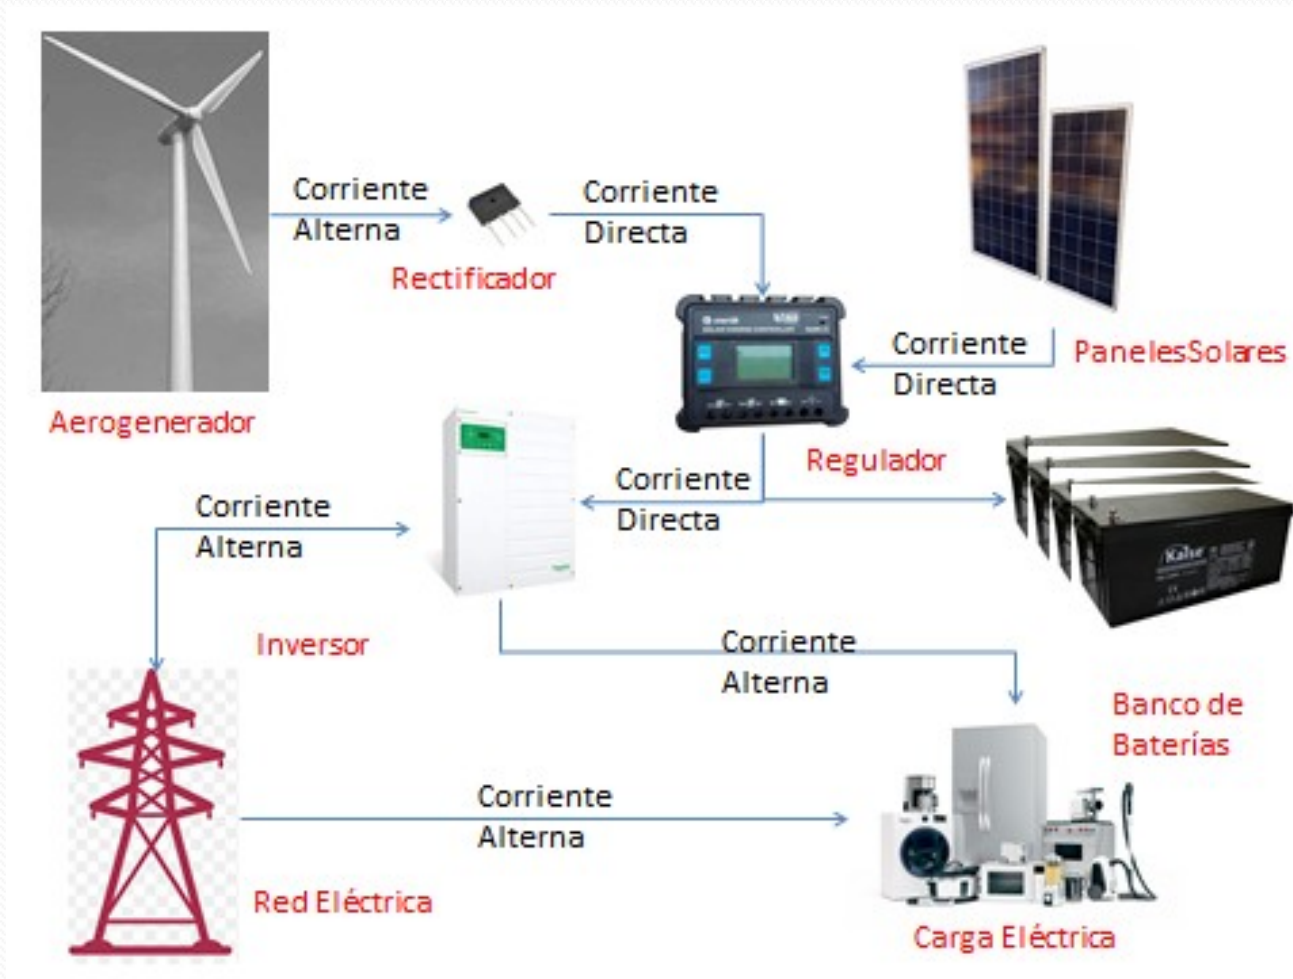 Corriente
Alterna
Corriente
Directa
Rectificador
Corriente
Directa
PanelesSolares
Aerogenerador
Regulador
Corriente
Directa
Corriente
Alterna
Kaise
Inversor
Corriente
Alterna
Banco de
Baterías
Corriente
Alterna
Red Eléctrica
Carga Eléctrica